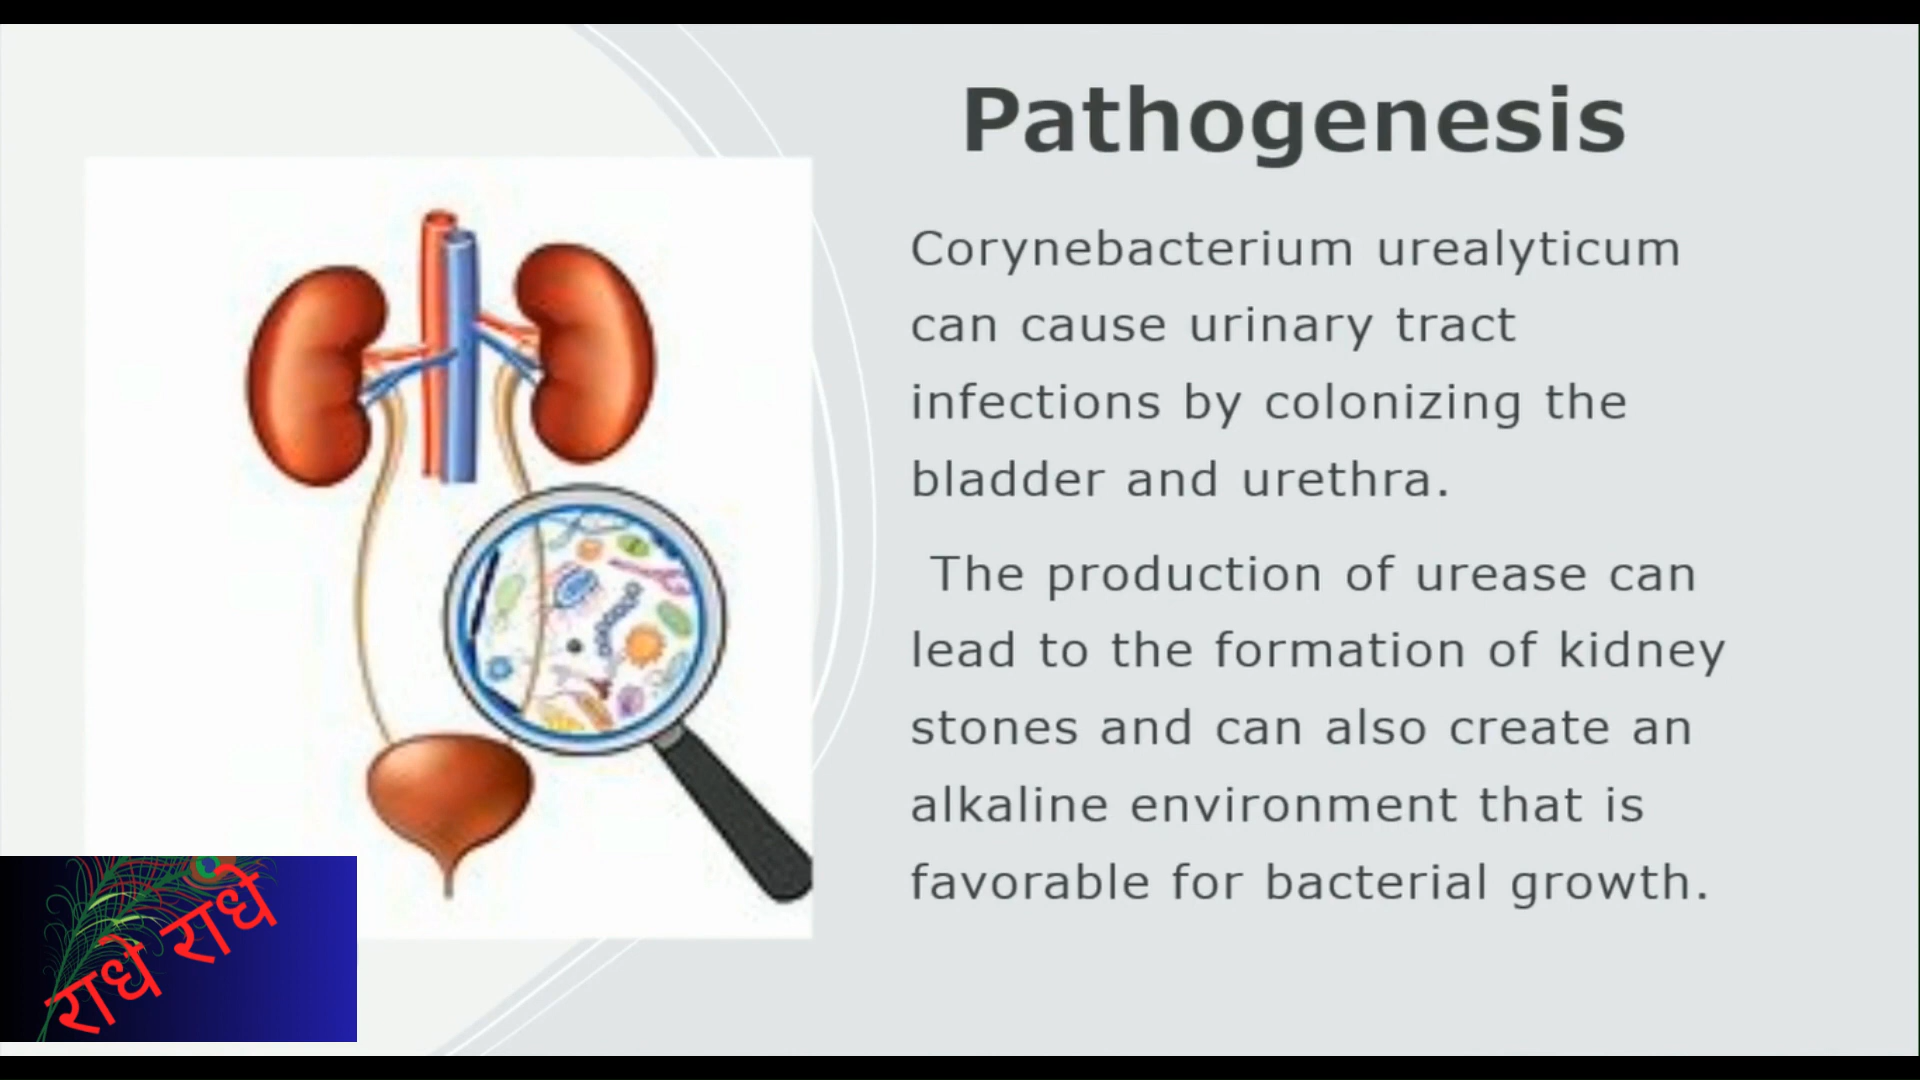 Pathogenesis
Corynebacterium urealyticum
can cause urinary tract
infections by colonizing the
bladder and urethra.
The production of urease can
lead to the formation of kidney
stones and can also create an
alkaline environment that is
favorable for bacterial growth.
राधे राधे